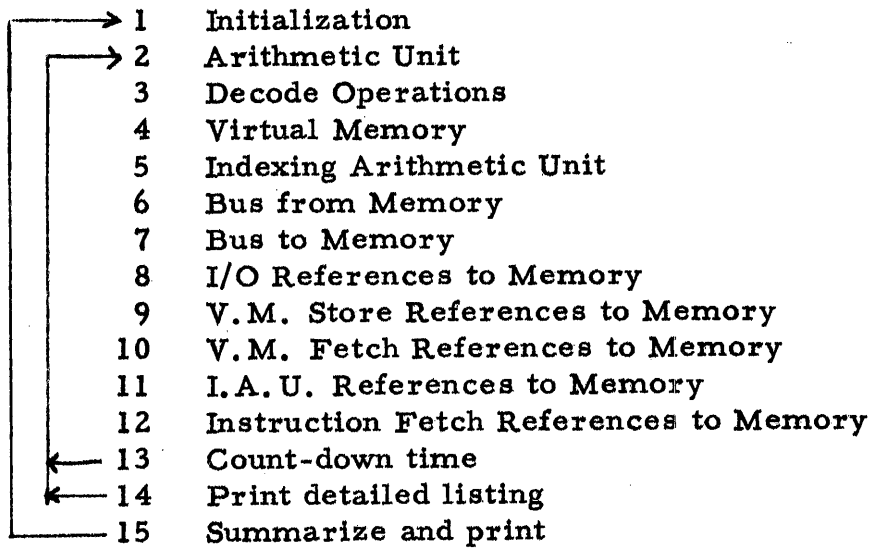 1 Initialization
2 Arithmetic Unit
3 Decode Operations
4 Virtual Memory
5 Indexing Arithmetic Unit
6 Bus from Memory
7 Bus to Memory
8 I/O References to Memory
9 V.M. Store References to Memory
10 V.M. Fetch References to Memory
11 I.A.U. References to Memory
12 Instruction Fetch References to Memory
13 Count-down time
14 Print detailed listing
15 Summarize and print